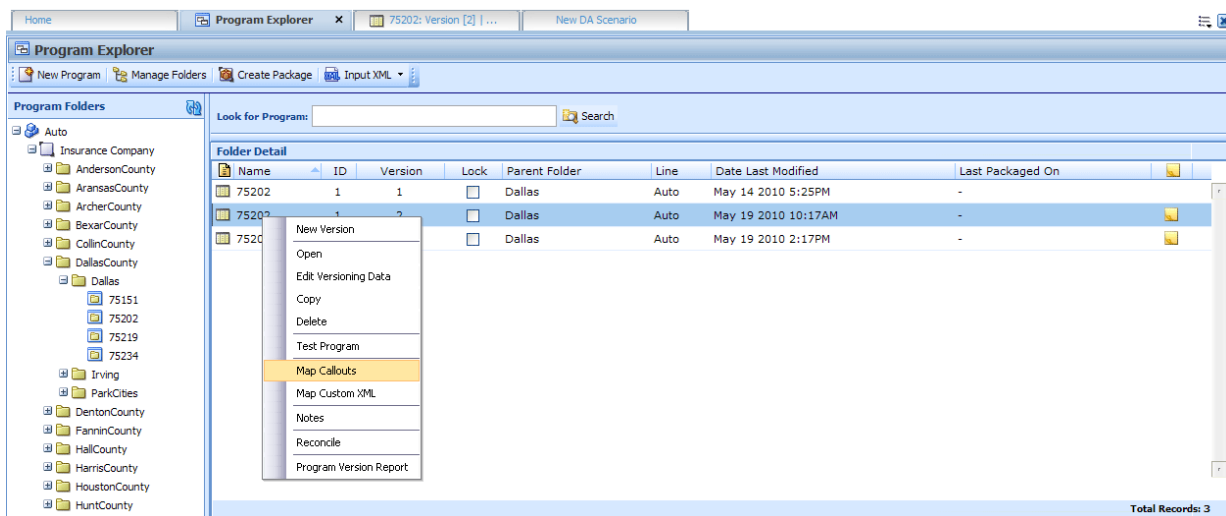 Home
Program Explorer x
75202: Version [2] | ...
New DA Scenario
Program Explorer
New Program Manage Folders Create Package Input XML
Program Folders
Auto
Insurance Company
AndersonCounty
AransasCounty
ArcherCounty
BexarCounty
CollinCounty
DallasCounty
Dallas
75151
75202
75219
75234
Irving
ParkCities
DentonCounty
FanninCounty
HallCounty
HarrisCounty
HoustonCounty
HuntCounty
Look for Program: Search
Folder Detail
Name ID Version Lock Parent Folder Line Date Last Modified Last Packaged On
75202 1 1 Dallas Auto May 14 2010 5:25PM -
75202 1 2 Dallas Auto May 19 2010 10:17AM -
7520 Dallas Auto May 19 2010 2:17PM -
New Version
Open
Edit Versioning Data
Copy
Delete
Test Program
Map Callouts
Map Custom XML
Notes
Reconcile
Program Version Report
Total Records: 3